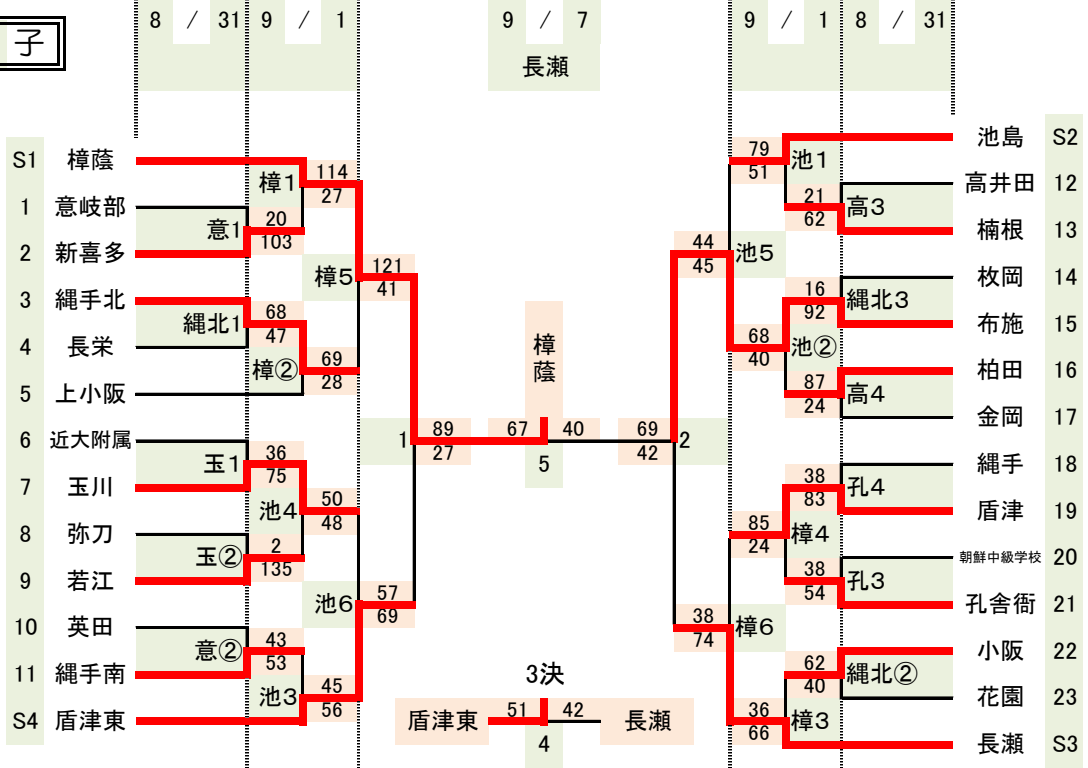 8 / 31 9 / 1 9 / 7 9 / 1 8 / 31
子
長瀬
S1 樟蔭
1 意岐部
2 新喜多
3 縄手北
4 長栄
5 上小阪
6 近大附属
7 玉川
8 弥刀
9 若江
10 英田
11 縄手南
S4 盾津東
意1
20
103
縄北1
68
47
玉1
36
75
玉②
2
135
意②
43
53
樟1
114
27
樟②
69
28
池4
50
48
池3
45
56
樟5
121
41
池6
57
69
1
89
27
樟蔭
67 40
5
69
42
2
3決
盾津東 51 42 長瀬
4
44
45
池5
38
74
樟6
79
51
池1
68
40
池②
85
24
樟4
36
66
樟3
21
62
高3
16
92
縄北3
87
24
高4
38
83
孔4
38
54
孔3
62
40
縄北②
池島 S2
高井田 12
楠根 13
枚岡 14
布施 15
柏田 16
金岡 17
縄手 18
盾津 19
朝鮮中級学校 20
孔舎衙 21
小阪 22
花園 23
長瀬 S3